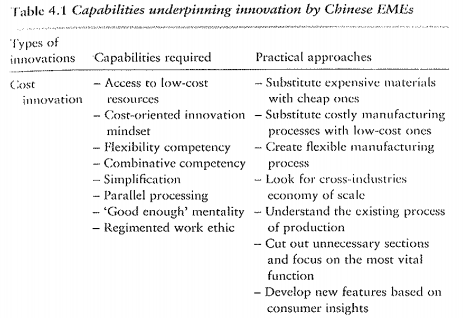 Table 4.1 Capabilities underpinning innovation by Chinese EMEs
Types of
innovations Capabilities required Practical approaches
Cost – Access to low-cost – Substitute expensive materials
innovation resources with cheap ones
– Cost-oriented innovation – Substitute costly manufacturing
mindset processes with low-cost ones
– Flexibility competency – Create flexible manufacturing
– Combinative competency process
– Simplification – Look for cross-industries
– Parallel processing economy of scale
– ‘Good enough’ mentality – Understand the existing process
– Regimented work ethic of production
– Cut out unnecessary sections
and focus on the most vital
function
– Develop new features based on
consumer insights